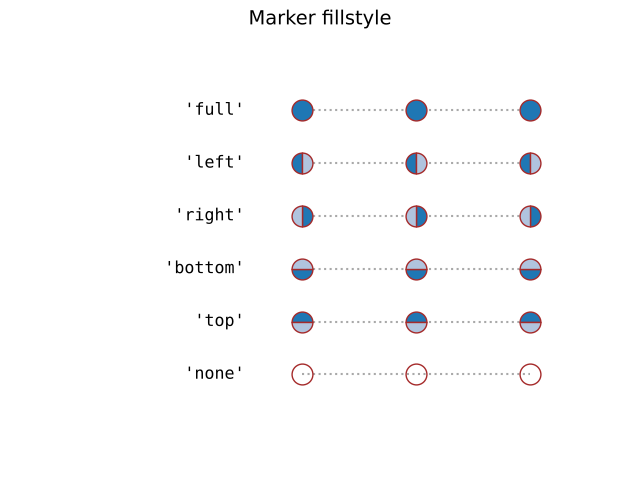 Marker fillstyle
'full'
'left'
'right'
'bottom'
'top'
'none'